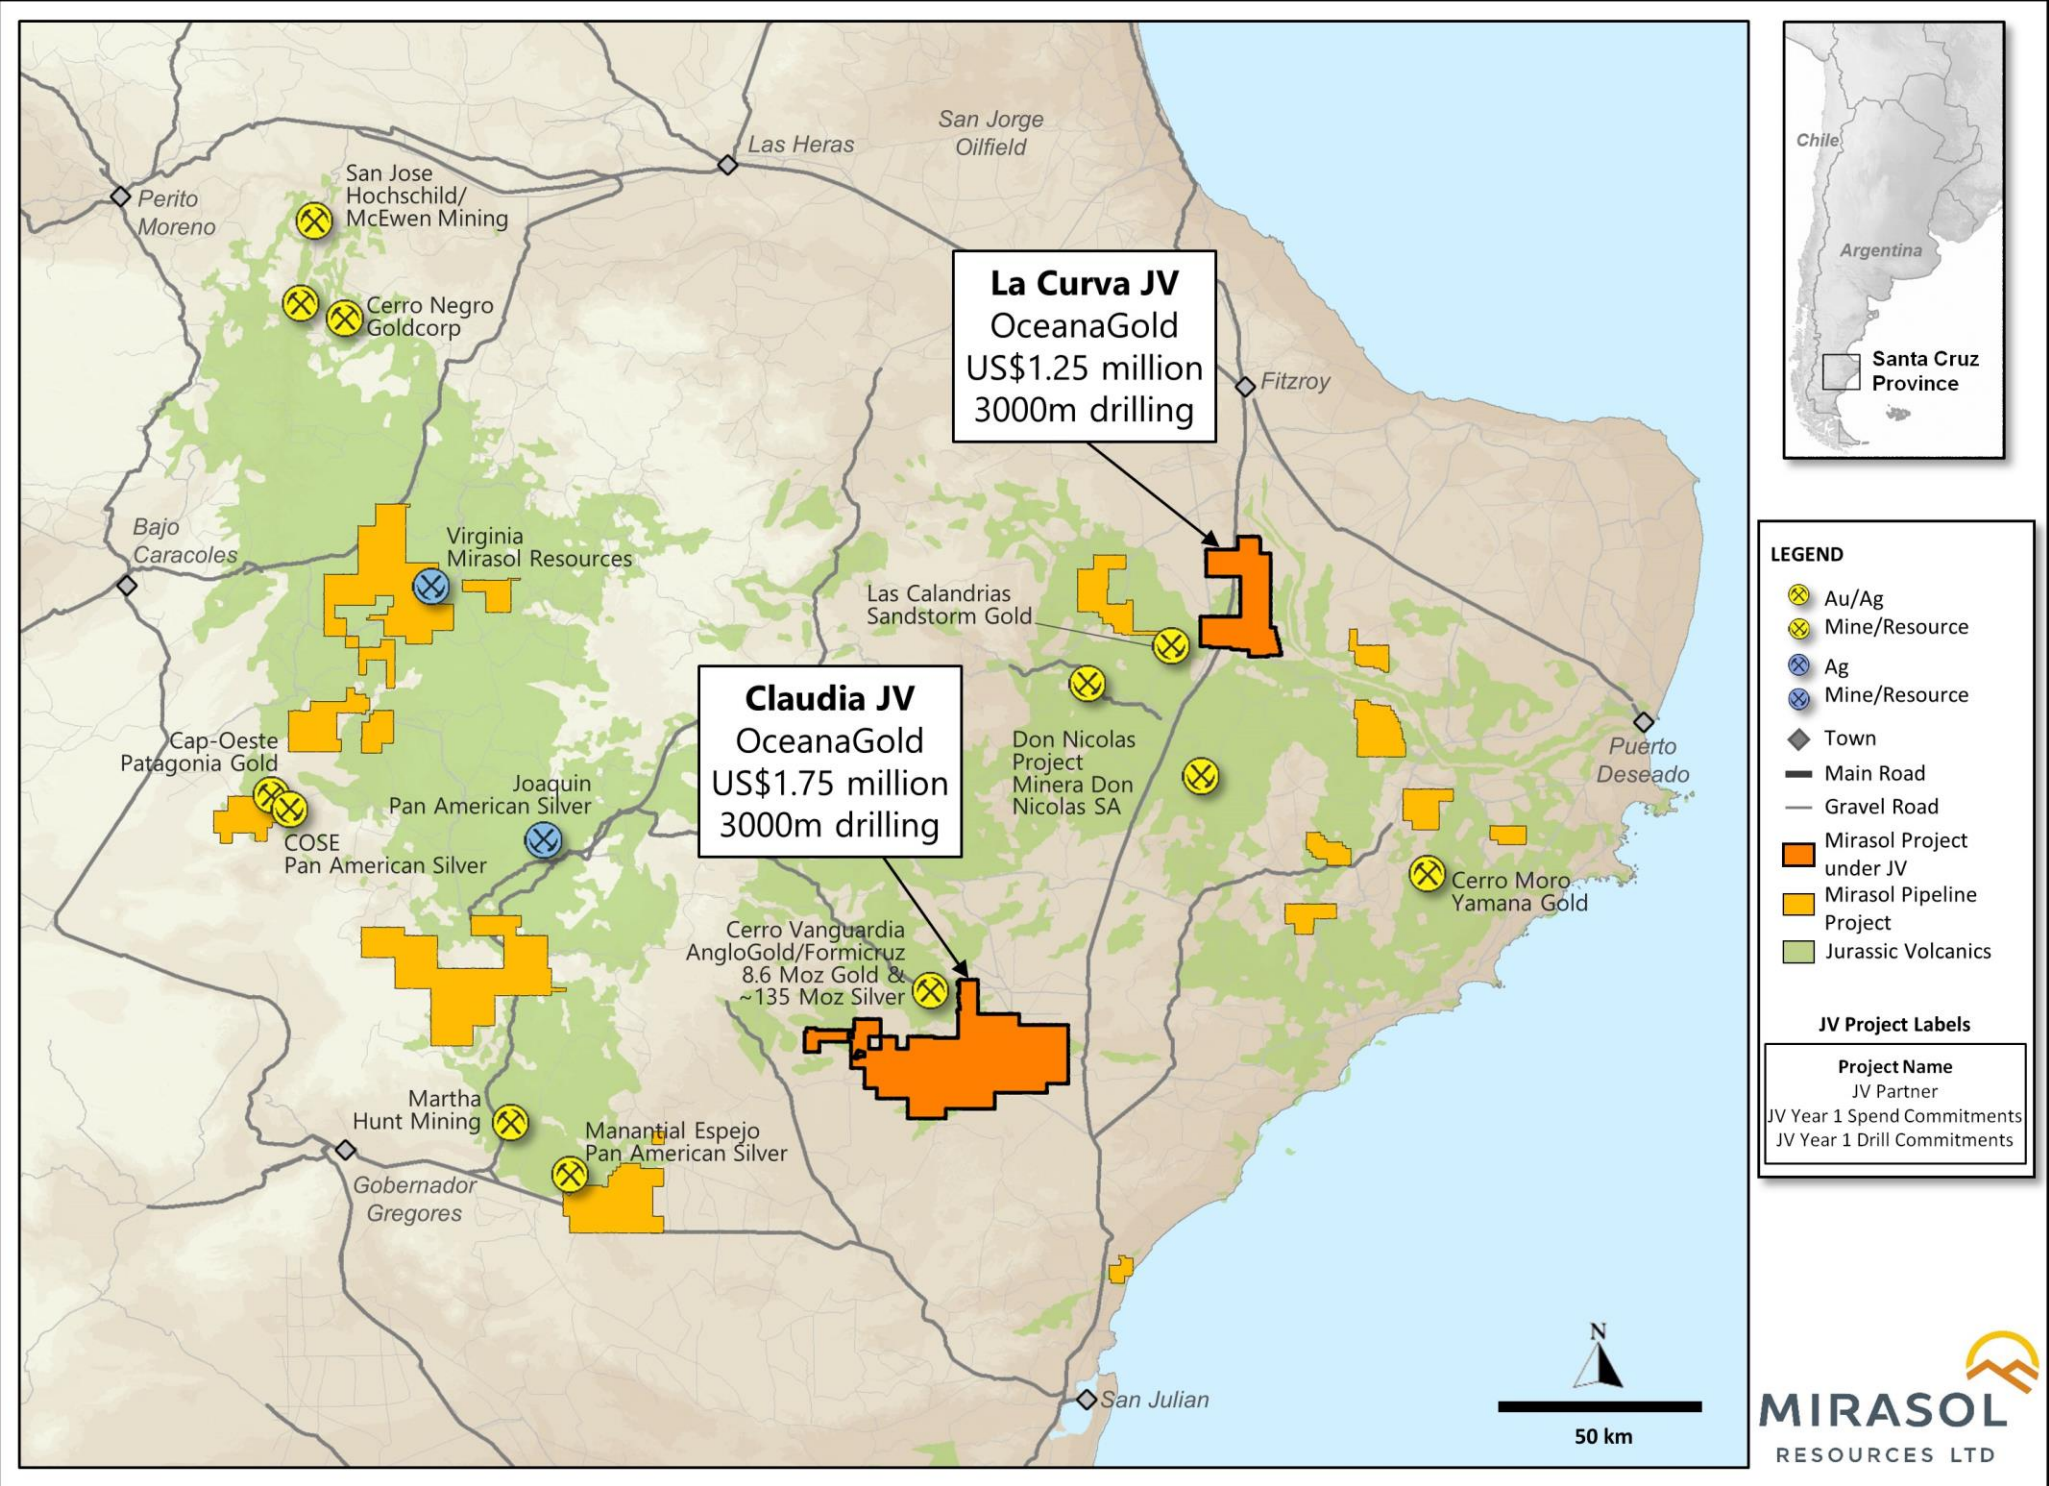 San Jorge
Oilfield
Las Heras
Perito
Moreno
San Jose
Hochschild/
McEwen Mining
Cerro Negro
Goldcorp
La Curva JV
OceanaGold
US$1.25 million
3000m drilling
Fitzroy
Bajo
Caracoles
Virginia
Mirasol Resources
Las Calandrias
Sandstorm Gold
Claudia JV
OceanaGold
US$1.75 million
3000m drilling
Cap-Oeste
Patagonia Gold
Joaquin
Pan American Silver
COSE
Pan American Silver
Don Nicolas
Project
Minera Don
Nicolas SA
Puerto
Deseado
Cerro Moro
Yamana Gold
Cerro Vanguardia
AngloGold/Formicruz
8.6 Moz Gold &
~135 Moz Silver
Martha
Hunt Mining
Manantial Espejo
Pan American Silver
Gobernador
Gregores
San Julian
N
50 km
Chile
Argentina
Santa Cruz
Province
LEGEND
Au/Ag
Mine/Resource
Ag
Mine/Resource
Town
Main Road
Gravel Road
Mirasol Project
under JV
Mirasol Pipeline
Project
Jurassic Volcanics
JV Project Labels
Project Name
JV Partner
JV Year 1 Spend Commitments
JV Year 1 Drill Commitments
MIRASOL
RESOURCES LTD